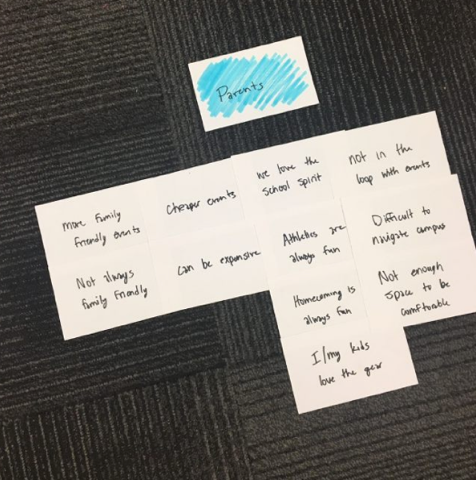 Parents
more family
friendly events
Not always
family friendly
Cheaper events
can be expensive
we love the
school spirit
Athletics are
always fun
Homecoming is
always fun
I/my kids
love the gear
not in the
loop with events
Difficult to
navigate campus
Not enough
space to be
comftorable